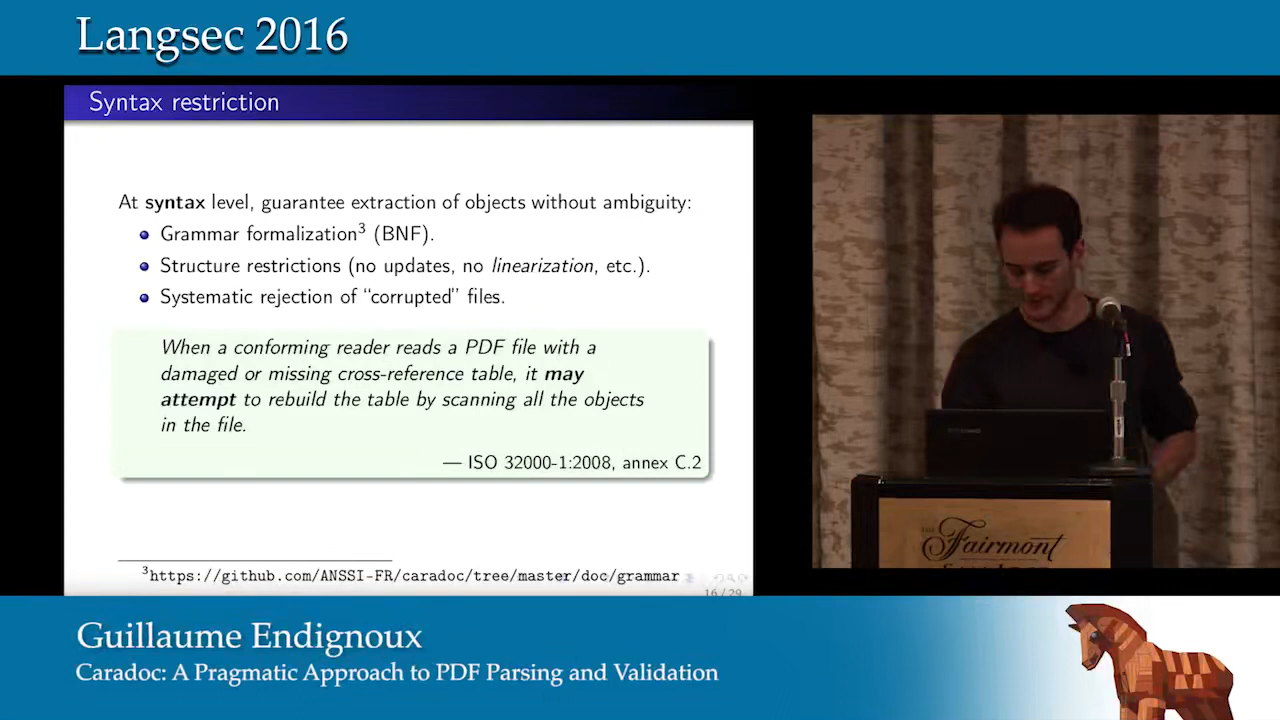 Langsec 2016
Syntax restriction
At syntax level, guarantee extraction of objects without ambiguity:
Grammar formalization³ (BNF).
Structure restrictions (no updates, no linearization, etc.).
Systematic rejection of “corrupted” files.
When a conforming reader reads a PDF file with a
damaged or missing cross-reference table, it may
attempt to rebuild the table by scanning all the objects
in the file.
— ISO 32000-1:2008, annex C.2
³https://github.com/ANSSI-FR/caradoc/tree/master/doc/grammar
16 / 29
THE
Fairmont
Guillaume Endignoux
Caradoc: A Pragmatic Approach to PDF Parsing and Validation